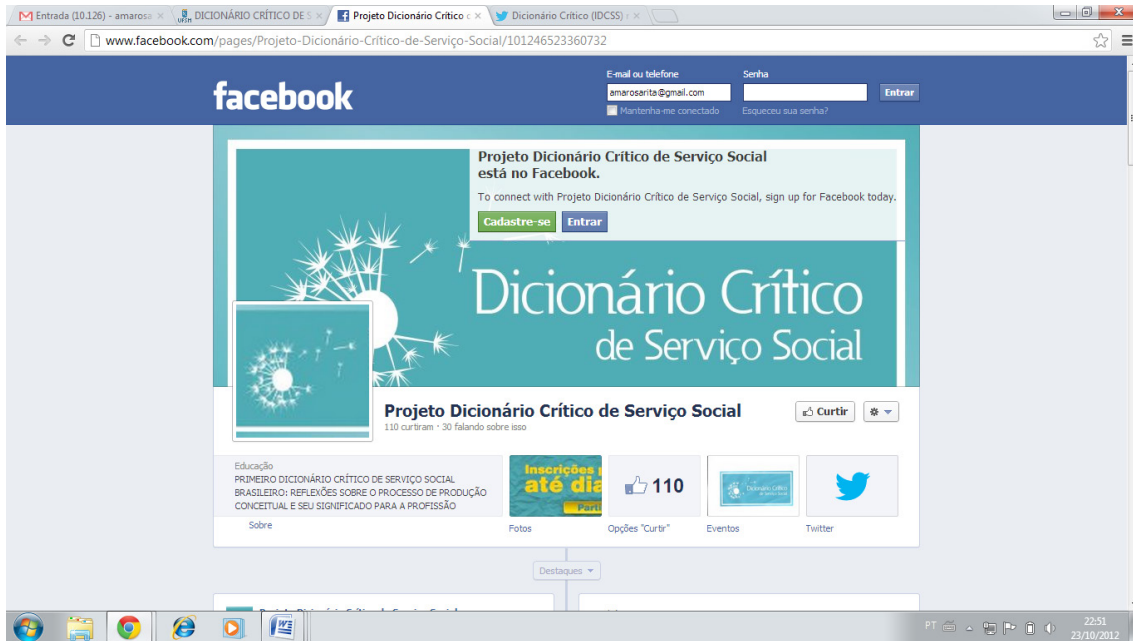 Entrada (10.126) - amarosa
DICIONÁRIO CRÍTICO DE S
Projeto Dicionário Crítico d
Dicionário Crítico (IDCSS)
www.facebook.com/pages/Projeto-Dicionário-Crítico-de-Serviço-Social/101246523360732
facebook
E-mail ou telefone
Senha
amarosarita@gmail.com
Entrar
Mantenha-me conectado
Esqueceu sua senha?
Projeto Dicionário Crítico de Serviço Social
está no Facebook.
To connect with Projeto Dicionário Crítico de Serviço Social, sign up for Facebook today.
Cadastre-se Entrar
Dicionário Crítico
de Serviço Social
Projeto Dicionário Crítico de Serviço Social
110 curtiram · 30 falando sobre isso
Curtir
Educação
PRIMEIRO DICIONÁRIO CRÍTICO DE SERVIÇO SOCIAL
BRASILEIRO: REFLEXÕES SOBRE O PROCESSO DE PRODUÇÃO
CONCEITUAL E SEU SIGNIFICADO PARA A PROFISSÃO
Sobre
Inscrições
até dia
Parti
110
Fotos
Opções "Curtir"
Eventos
Twitter
Destaques
PT
22:51
23/10/2012